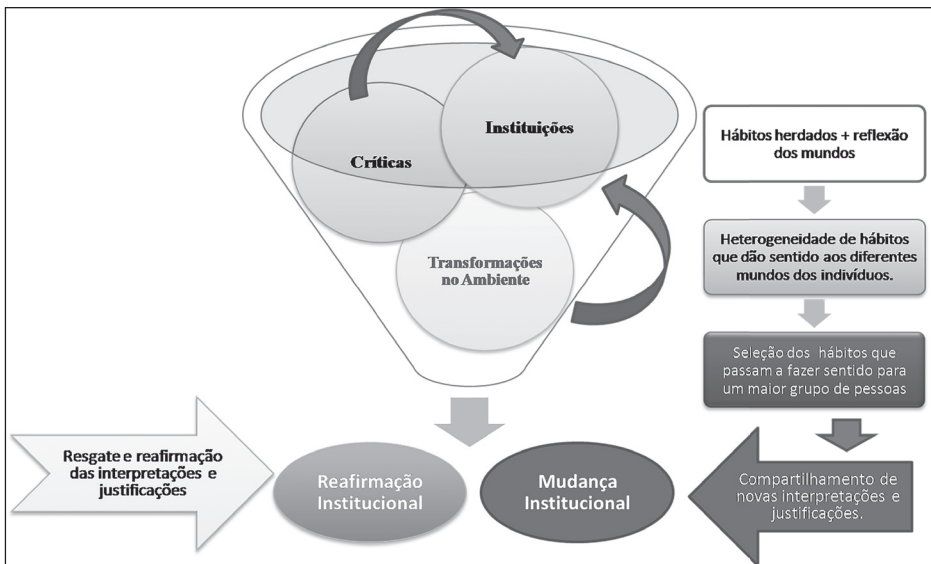 Críticas
Instituições
Transformações
no Ambiente
Hábitos herdados + reflexão
dos mundos
Heterogeneidade de hábitos
que dão sentido aos diferentes
mundos dos indivíduos.
Seleção dos hábitos que
passam a fazer sentido para
um maior grupo de pessoas
Resgate e reafirmação
das interpretações e
justificações
Reafirmação
Institucional
Mudança
Institucional
Compartilhamento de
novas interpretações e
justificações.